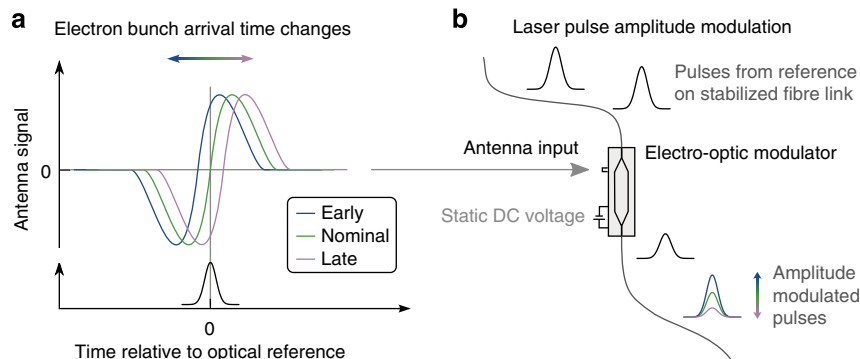 a
Electron bunch arrival time changes
Antenna signal
0
Early
Nominal
Late
0
Time relative to optical reference
b
Laser pulse amplitude modulation
Pulses from reference
on stabilized fibre link
Antenna input
Electro-optic modulator
Static DC voltage
Amplitude
modulated
pulses